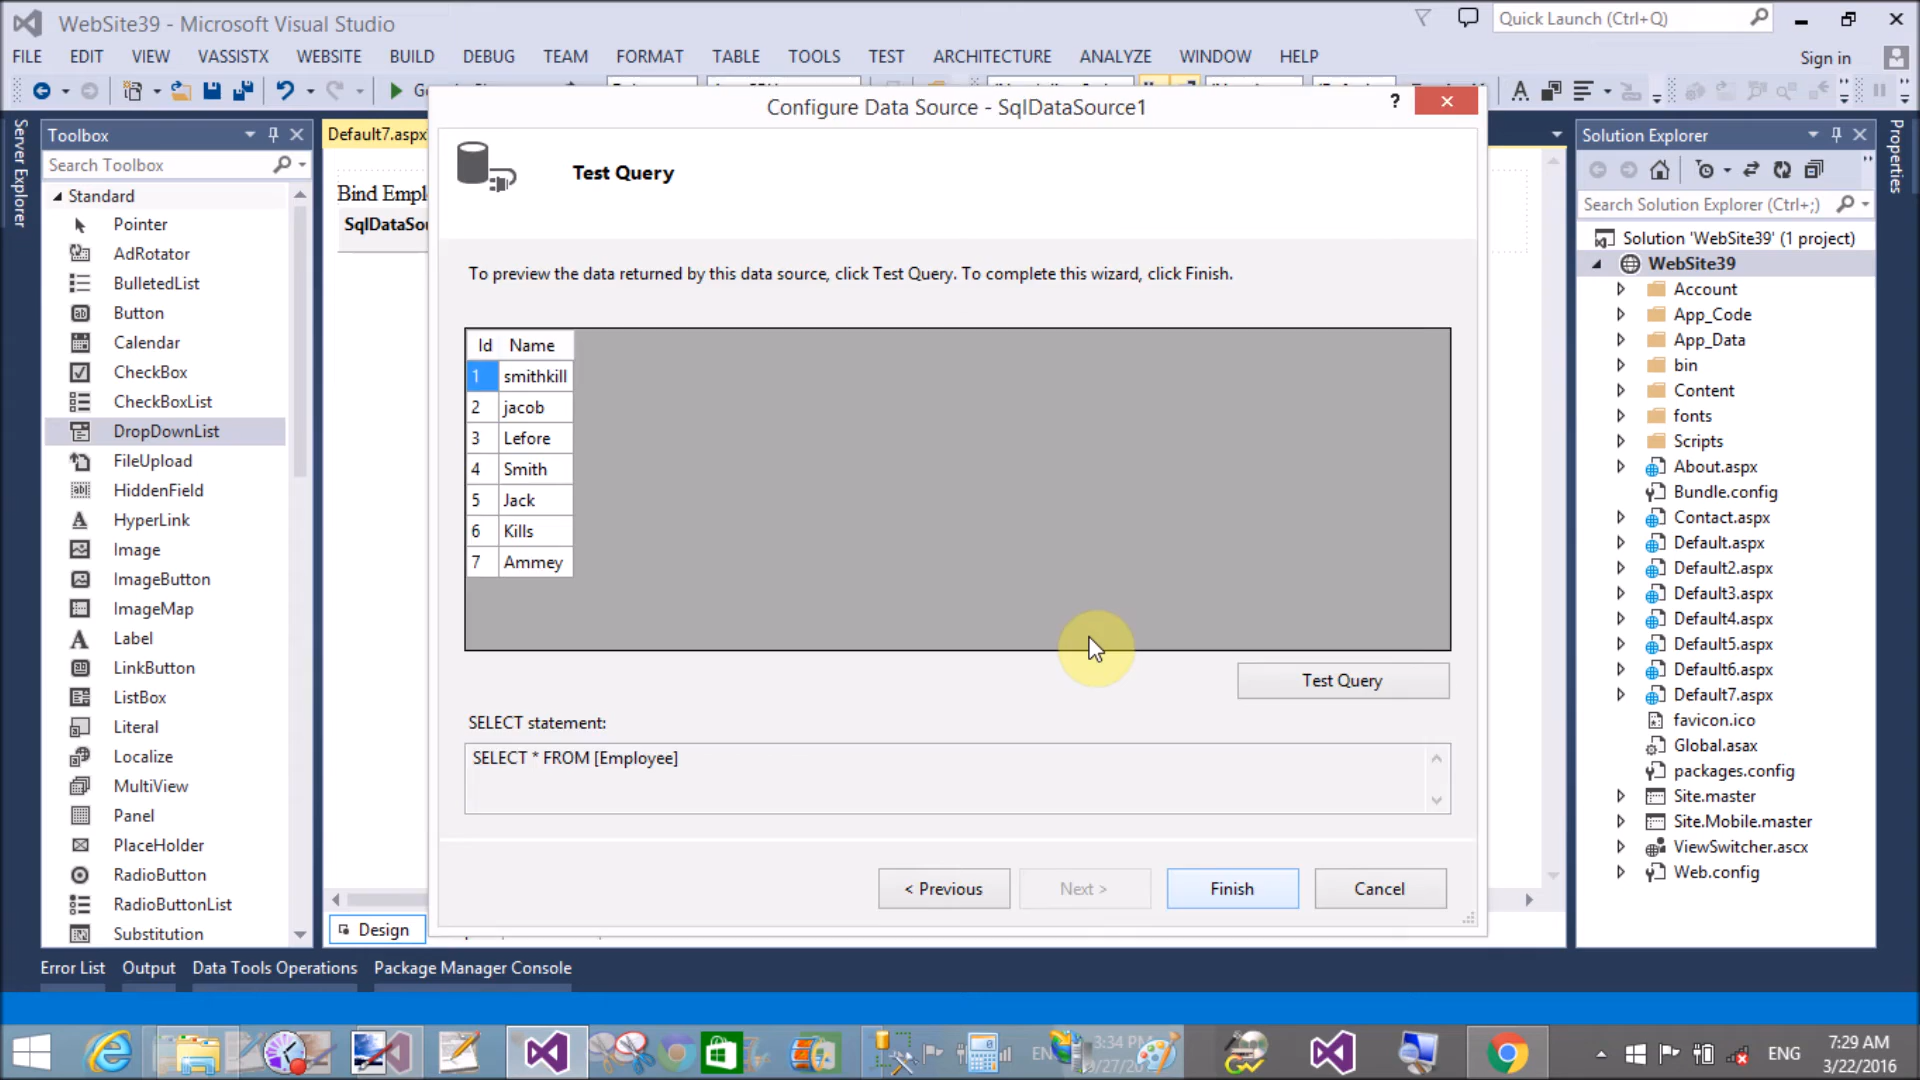 WebSite39 - Microsoft Visual Studio
Quick Launch (Ctrl+Q)
FILE EDIT VIEW VASSISTX WEBSITE BUILD DEBUG TEAM FORMAT TABLE TOOLS TEST ARCHITECTURE ANALYZE WINDOW HELP
Sign in
Server Explorer
Toolbox
Search Toolbox
Standard
Pointer
AdRotator
BulletedList
Button
Calendar
CheckBox
CheckBoxList
DropDownList
FileUpload
HiddenField
HyperLink
Image
ImageButton
ImageMap
Label
LinkButton
ListBox
Literal
Localize
MultiView
Panel
PlaceHolder
RadioButton
RadioButtonList
Substitution
Default7.aspx
Bind Empl
SqlDataSou
Design
Configure Data Source - SqlDataSource1
?
Test Query
To preview the data returned by this data source, click Test Query. To complete this wizard, click Finish.
Id Name
1 smithkill
2 jacob
3 Lefore
4 Smith
5 Jack
6 Kills
7 Ammey
Test Query
SELECT statement:
SELECT * FROM [Employee]
< Previous
Next >
Finish
Cancel
Solution Explorer
Search Solution Explorer (Ctrl+;)
Solution 'WebSite39' (1 project)
WebSite39
Account
App_Code
App_Data
bin
Content
fonts
Scripts
About.aspx
Bundle.config
Contact.aspx
Default.aspx
Default2.aspx
Default3.aspx
Default4.aspx
Default5.aspx
Default6.aspx
Default7.aspx
favicon.ico
Global.asax
packages.config
Site.master
Site.Mobile.master
ViewSwitcher.ascx
Web.config
Properties
Error List Output Data Tools Operations Package Manager Console
EN
3:34 PM
ENG
7:29 AM
3/22/2016